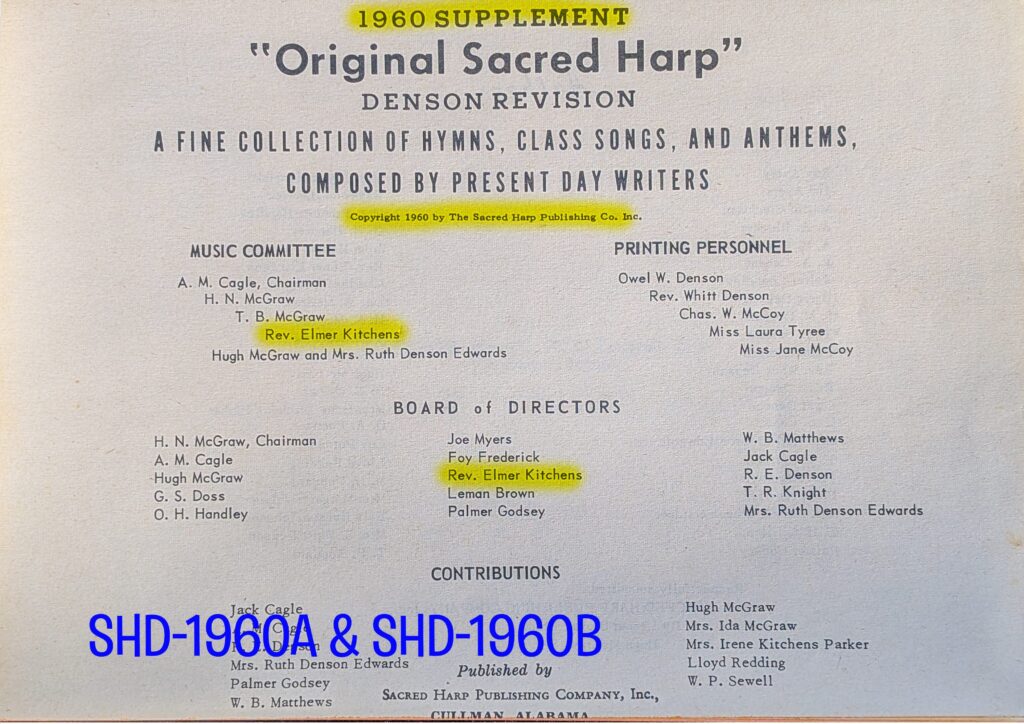 1960 SUPPLEMENT
"Original Sacred Harp"
DENSON REVISION
A FINE COLLECTION OF HYMNS, CLASS SONGS, AND ANTHEMS,
COMPOSED BY PRESENT DAY WRITERS
Copyright 1960 by The Sacred Harp Publishing Co. Inc.
MUSIC COMMITTEE
A. M. Cagle, Chairman
H. N. McGraw
T. B. McGraw
Rev. Elmer Kitchens
Hugh McGraw and Mrs. Ruth Denson Edwards
PRINTING PERSONNEL
Owel W. Denson
Rev. Whitt Denson
Chas. W. McCoy
Miss Laura Tyree
Miss Jane McCoy
BOARD of DIRECTORS
H. N. McGraw, Chairman
A. M. Cagle
Hugh McGraw
G. S. Doss
O. H. Handley
Joe Myers
Foy Frederick
Rev. Elmer Kitchens
Leman Brown
Palmer Godsey
W. B. Matthews
Jack Cagle
R. E. Denson
T. R. Knight
Mrs. Ruth Denson Edwards
CONTRIBUTIONS
Jack Cagle
M. Cagle
E. Denson
Mrs. Ruth Denson Edwards
Palmer Godsey
W. B. Matthews
SHD-1960A & SHD-1960B
Hugh McGraw
Mrs. Ida McGraw
Mrs. Irene Kitchens Parker
Lloyd Redding
W. P. Sewell
Published by
SACRED HARP PUBLISHING COMPANY, Inc.,
CULLMAN, ALABAMA